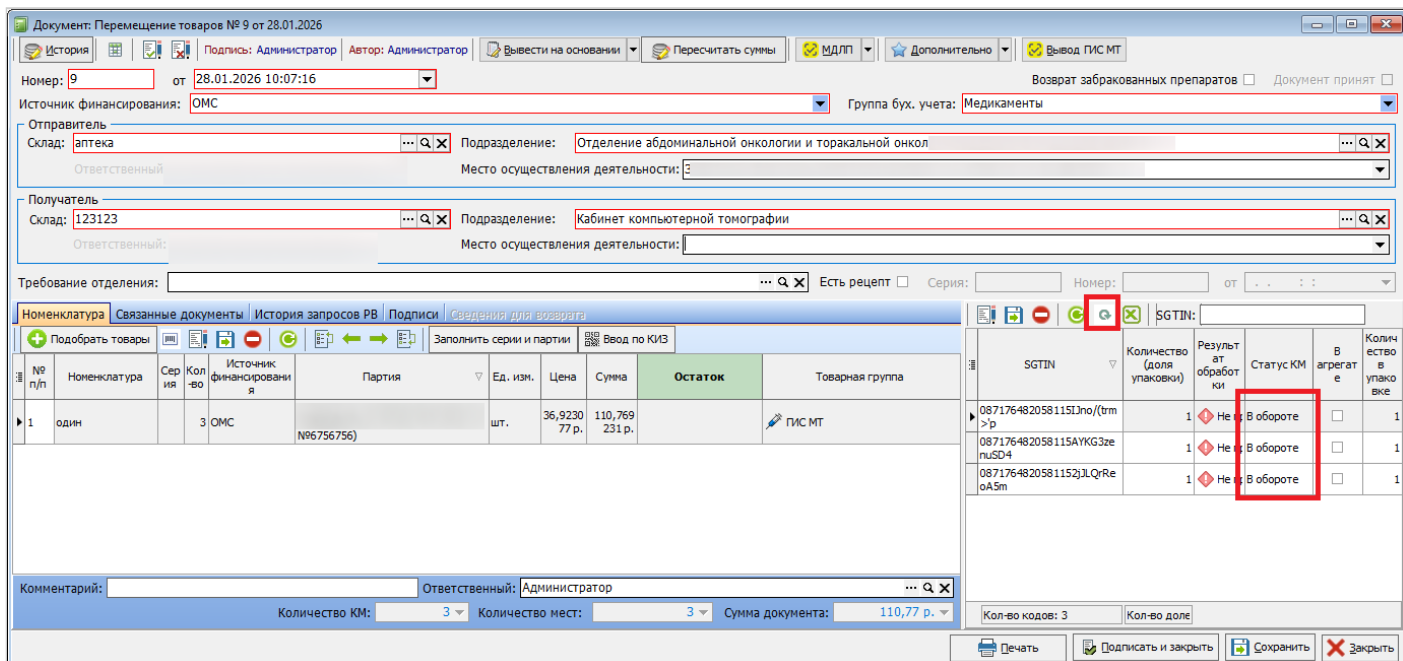 Документ: Перемещение товаров № 9 от 28.01.2026
История Подпись: Администратор Автор: Администратор Вывести на основании Пересчитать суммы МДЛП Дополнительно Вывод ГИС МТ
Номер: 9 от 28.01.2026 10:07:16 Возврат забракованных препаратов Документ принят
Источник финансирования: ОМС Группа бух. учета: Медикаменты
Отправитель
Склад: аптека Подразделение: Отделение абдоминальной онкологии и торакальной онкол
Ответственный Место осуществления деятельности:
Получатель
Склад: 123123 Подразделение: Кабинет компьютерной томографии
Ответственный: Место осуществления деятельности:
Требование отделения: Есть рецепт Серия: Номер: от . . : :
Номенклатура Связанные документы История запросов РВ Подписи Сведения для возврата
SGTIN:
Подобрать товары Заполнить серии и партии Ввод по КИЗ
№ п/п Номенклатура Сер ия Кол -во Источник финансировани я Партия Ед. изм. Цена Сумма Остаток Товарная группа
1 один 3 ОМС №6756756) шт. 36,9230 77 р. 110,769 231 р. ГИС МТ
SGTIN Количество (доля упаковки) Результ ат обработ ки Статус КМ В агрегат е Колич ество в упако вке
087176482058115IJno/(trm >'p 1 Не В обороте 1
087176482058115AYKG3ze nuSD4 1 Не В обороте 1
0871764820581152jJLQrRe oA5m 1 Не В обороте 1
Комментарий: Ответственный: Администратор
Количество КМ: 3 Количество мест: 3 Сумма документа: 110,77 р.
Кол-во кодов: 3 Кол-во доле
Печать Подписать и закрыть Сохранить Закрыть